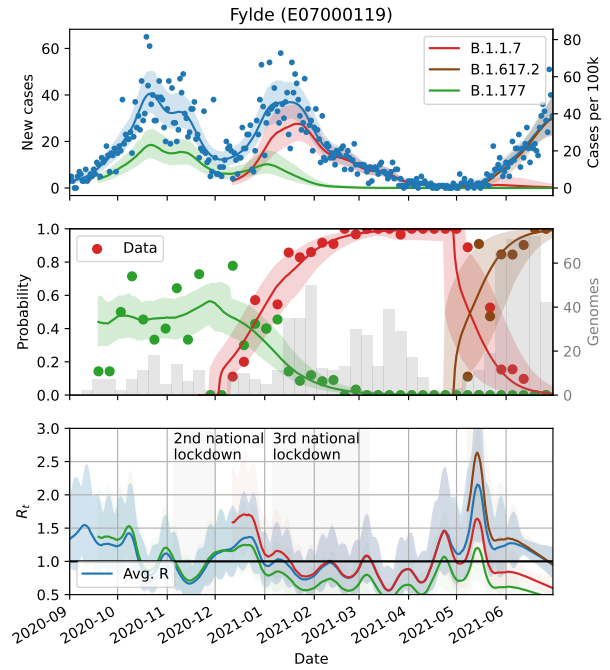 Fylde (E07000119)
New cases
60
40
20
0
B.1.1.7
B.1.617.2
B.1.177
80
60
40
20
0
Cases per 100k
Probability
1.0
0.8
0.6
0.4
0.2
0.0
Data
60
40
20
0
Genomes
R_t
3.0
2.5
2.0
1.5
1.0
0.5
2nd national
lockdown
3rd national
lockdown
Avg. R
2020-09
2020-10
2020-11
2020-12
2021-01
2021-02
2021-03
2021-04
2021-05
2021-06
Date